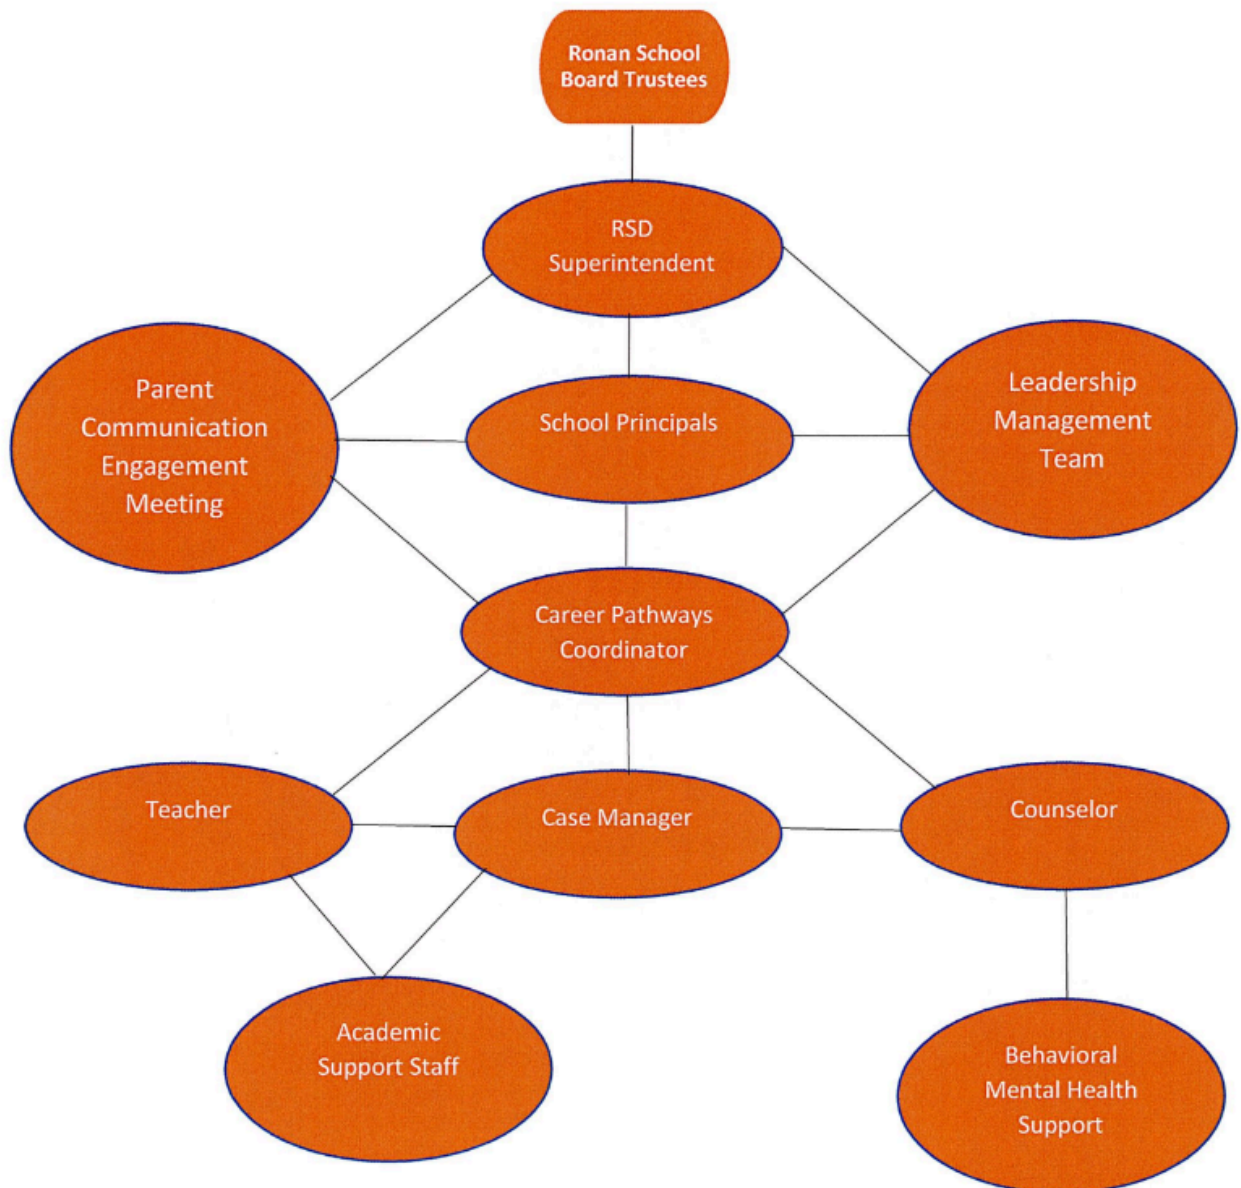 Ronan School
Board Trustees
RSD
Superintendent
Parent
Communication
Engagement
Meeting
School Principals
Leadership
Management
Team
Career Pathways
Coordinator
Teacher
Case Manager
Counselor
Academic
Support Staff
Behavioral
Mental Health
Support